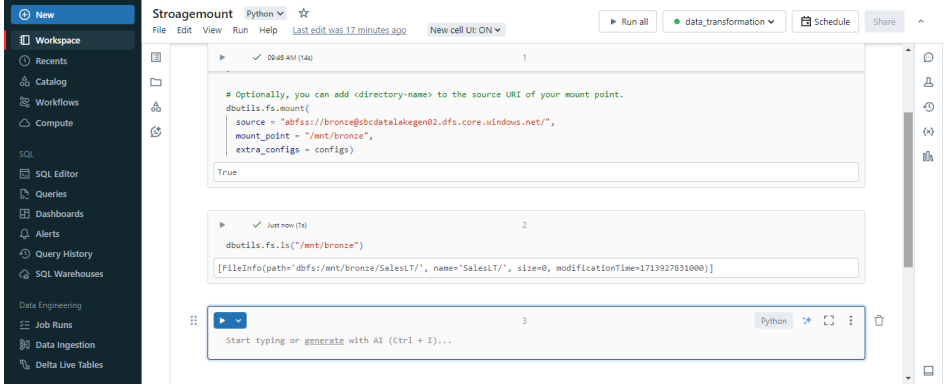 New
Workspace
Recents
Catalog
Workflows
Compute
SQL
SQL Editor
Queries
Dashboards
Alerts
Query History
SQL Warehouses
Data Engineering
Job Runs
Data Ingestion
Delta Live Tables
Stroagemount Python
File Edit View Run Help Last edit was 17 minutes ago New cell UI: ON
Run all data_transformation Schedule Share
09:46 AM (14s) 1
# Optionally, you can add <directory-name> to the source URI of your mount point.
dbutils.fs.mount(
source = "abfss://bronze@sbcdatalakegen02.dfs.core.windows.net/",
mount_point = "/mnt/bronze",
extra_configs = configs)
True
Just now (1s) 2
dbutils.fs.ls("/mnt/bronze")
[FileInfo(path='dbfs:/mnt/bronze/SalesLT/', name='SalesLT/', size=0, modificationTime=1713927831000)]
3 Python
Start typing or generate with AI (Ctrl + I)...